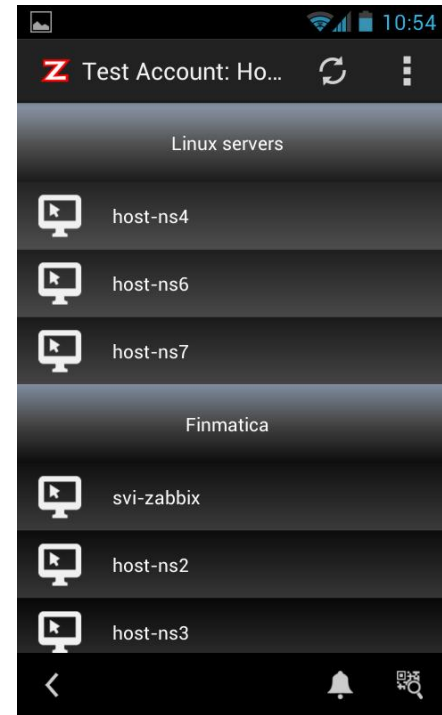 10:54
Z Test Account: Ho...
Linux servers
host-ns4
host-ns6
host-ns7
Finmatica
svi-zabbix
host-ns2
host-ns3